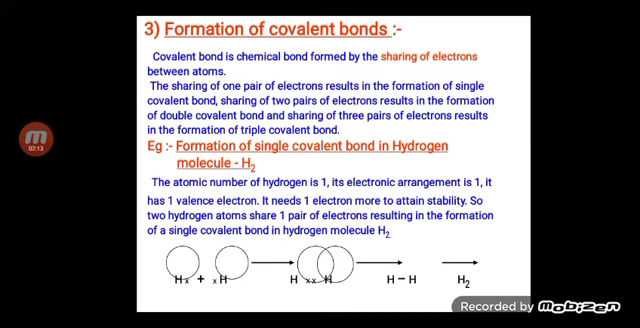 3) Formation of covalent bonds :-
Covalent bond is chemical bond formed by the sharing of electrons
between atoms.
The sharing of one pair of electrons results in the formation of single
covalent bond, sharing of two pairs of electrons results in the formation
of double covalent bond and sharing of three pairs of electrons results
in the formation of triple covalent bond.
Eg :- Formation of single covalent bond in Hydrogen
molecule - H₂
The atomic number of hydrogen is 1, its electronic arrangement is 1, it
has 1 valence electron. It needs 1 electron more to attain stability. So
two hydrogen atoms share 1 pair of electrons resulting in the formation
of a single covalent bond in hydrogen molecule H₂.
H x + x H H xx H H – H H₂
02:13
Recorded by mobizen